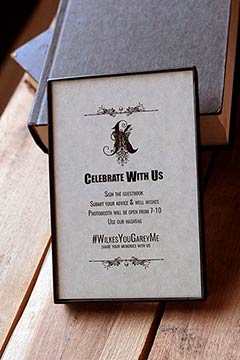 Celebrate With Us
Sign the guestbook
Submit your advice & well wishes
Photobooth will be open from 7-10
Use our hashtag
#WilkesYouGareyMe
Share your memories with us